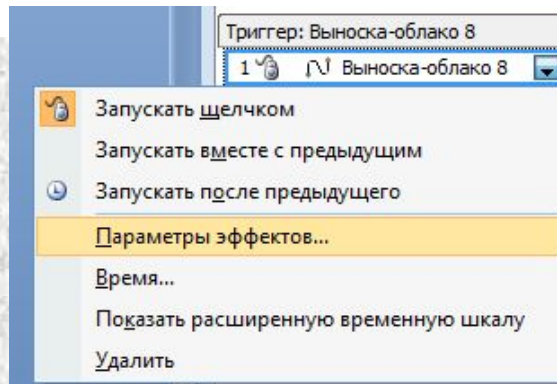 Триггер: Выноска-облако 8
1 Выноска-облако 8
Запускать щелчком
Запускать вместе с предыдущим
Запускать после предыдущего
Параметры эффектов...
Время...
Показать расширенную временную шкалу
Удалить